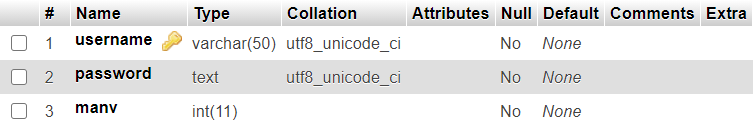 # Name Type Collation Attributes Null Default Comments Extra
1 username varchar(50) utf8_unicode_ci No None
2 password text utf8_unicode_ci No None
3 manv int(11) No None